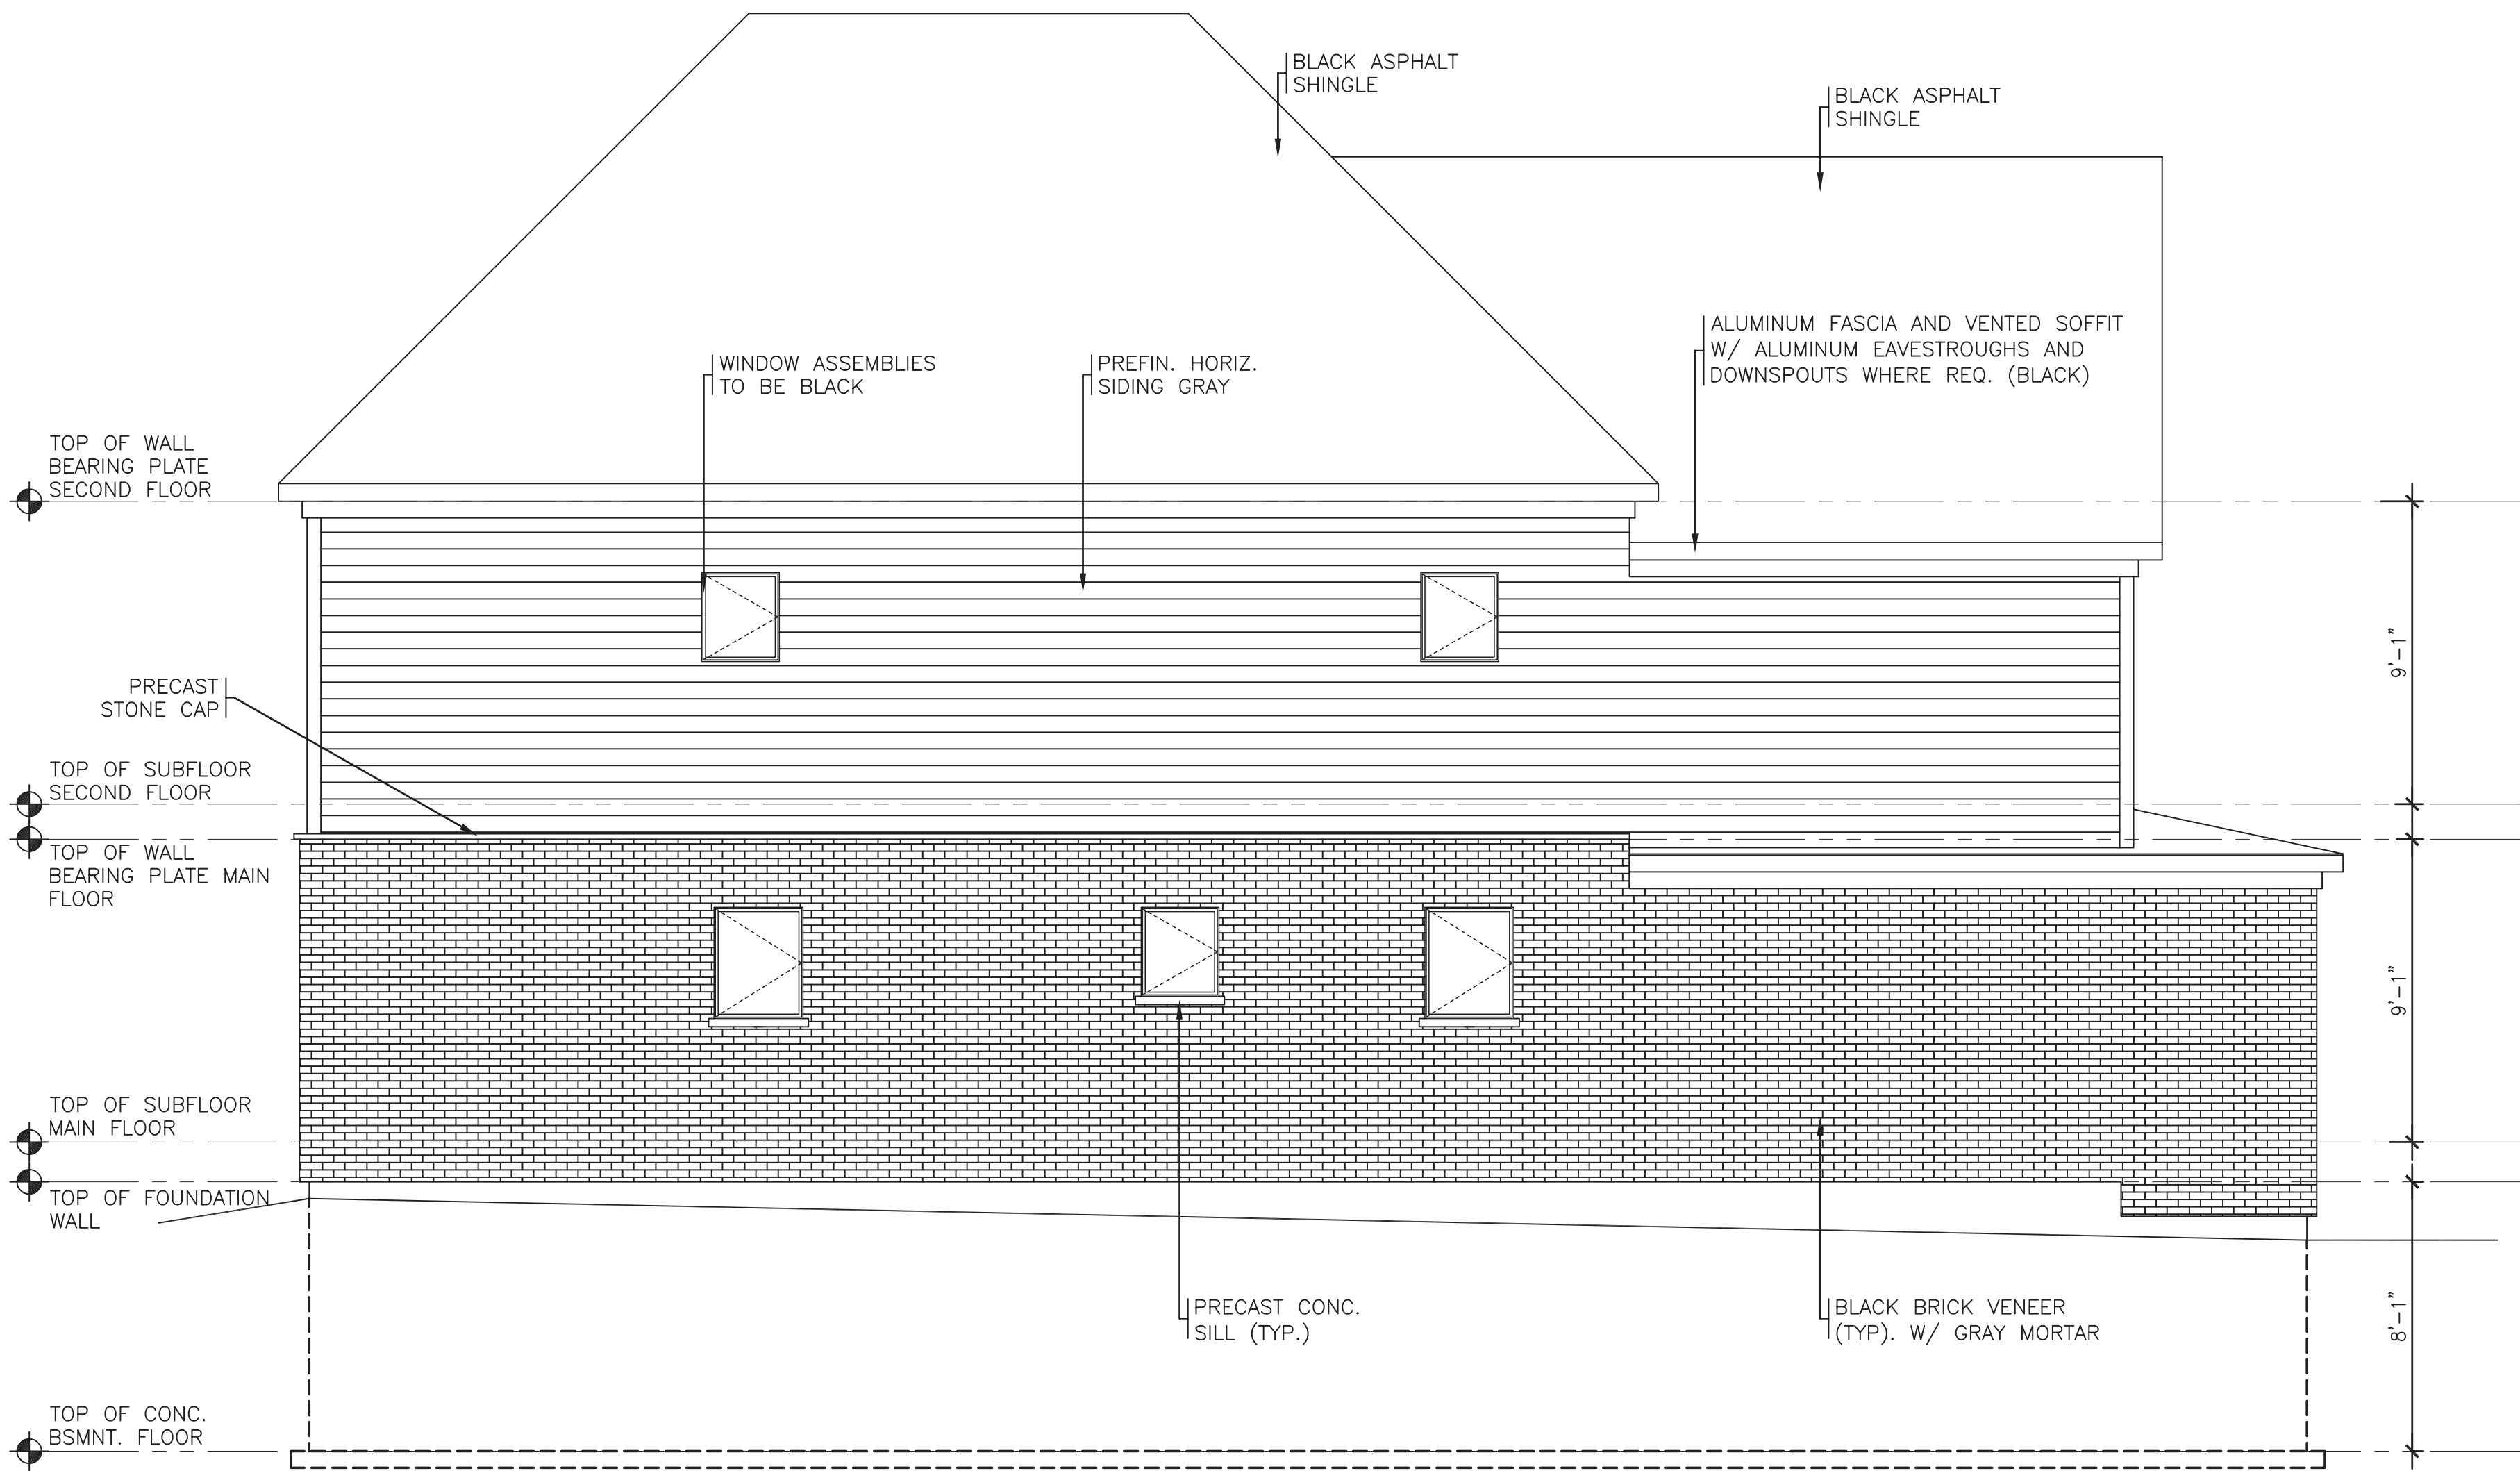 BLACK ASPHALT
SHINGLE
BLACK ASPHALT
SHINGLE
ALUMINUM FASCIA AND VENTED SOFFIT
W/ ALUMINUM EAVESTROUGHS AND
DOWNSPOUTS WHERE REQ. (BLACK)
WINDOW ASSEMBLIES
TO BE BLACK
PREFIN. HORIZ.
SIDING GRAY
TOP OF WALL
BEARING PLATE
SECOND FLOOR
9'-1"
PRECAST
STONE CAP
TOP OF SUBFLOOR
SECOND FLOOR
TOP OF WALL
BEARING PLATE MAIN
FLOOR
9'-1"
TOP OF SUBFLOOR
MAIN FLOOR
TOP OF FOUNDATION
WALL
PRECAST CONC.
SILL (TYP.)
BLACK BRICK VENEER
(TYP). W/ GRAY MORTAR
8'-1"
TOP OF CONC.
BSMNT. FLOOR